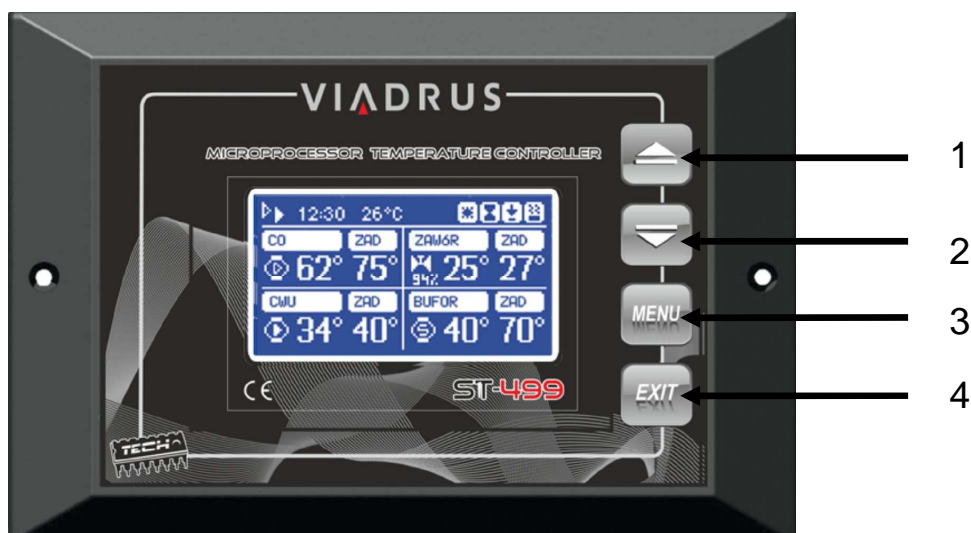 VIADRUS
MICROPROCESSOR TEMPERATURE CONTROLLER
1
12:30 26°C
CO ZAD ZAW6R ZAD
62° 75° 94% 25° 27°
2
CWU ZAD BUFOR ZAD
34° 40° S 40° 70°
MENU 3
CE ST-499
EXIT 4
TECH